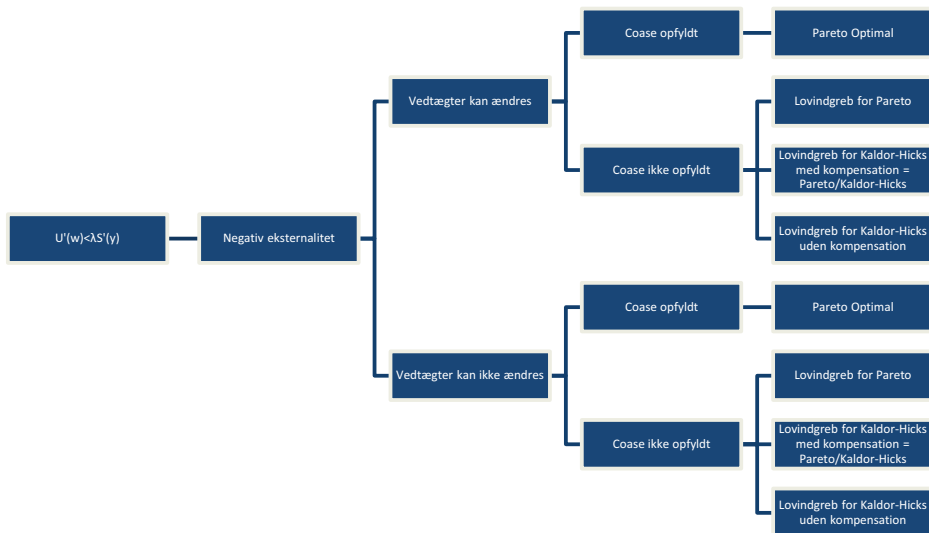 U'(w)<λS'(y)
Negativ eksternalitet
Vedtægter kan ændres
Coase opfyldt
Pareto Optimal
Coase ikke opfyldt
Lovindgreb for Pareto
Lovindgreb for Kaldor-Hicks
med kompensation =
Pareto/Kaldor-Hicks
Lovindgreb for Kaldor-Hicks
uden kompensation
Vedtægter kan ikke ændres
Coase opfyldt
Pareto Optimal
Coase ikke opfyldt
Lovindgreb for Pareto
Lovindgreb for Kaldor-Hicks
med kompensation =
Pareto/Kaldor-Hicks
Lovindgreb for Kaldor-Hicks
uden kompensation